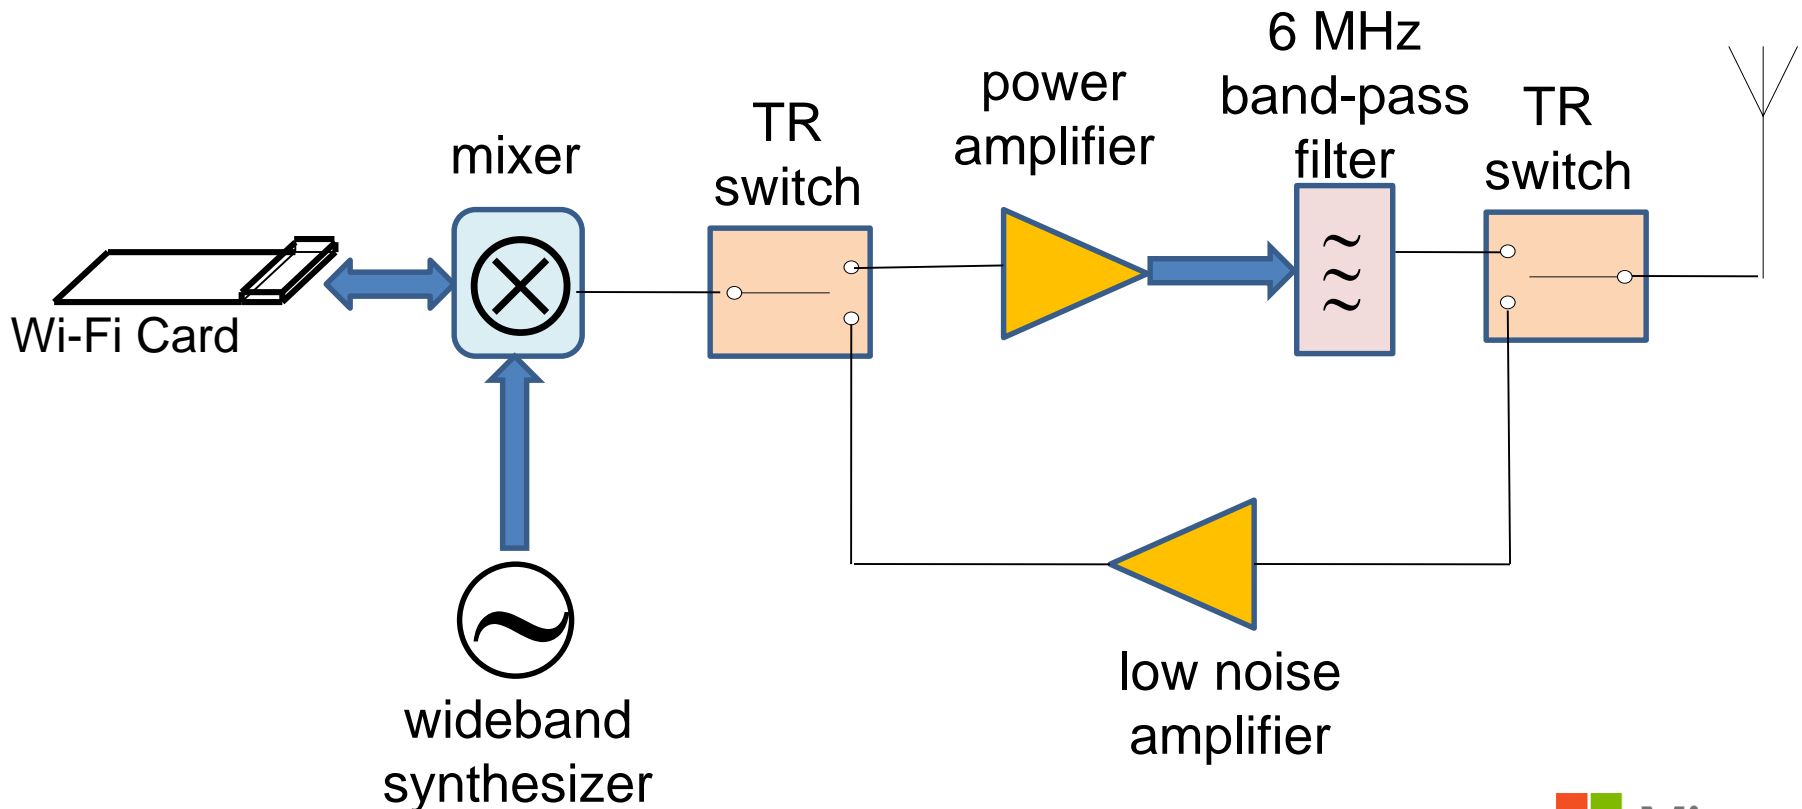 6 MHz
band-pass
filter
power
amplifier
TR
switch
TR
switch
mixer
Wi-Fi Card
low noise
amplifier
wideband
synthesizer